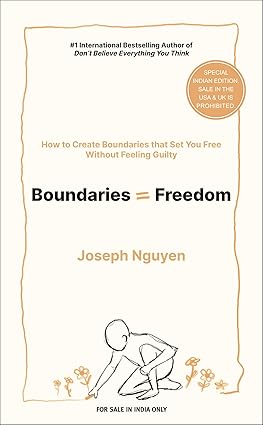 #1 International Bestselling Author of
Don't Believe Everything You Think
SPECIAL
INDIAN EDITION
SALE IN THE
USA & UK IS
PROHIBITED
How to Create Boundaries that Set You Free
Without Feeling Guilty
Boundaries = Freedom
Joseph Nguyen
FOR SALE IN INDIA ONLY